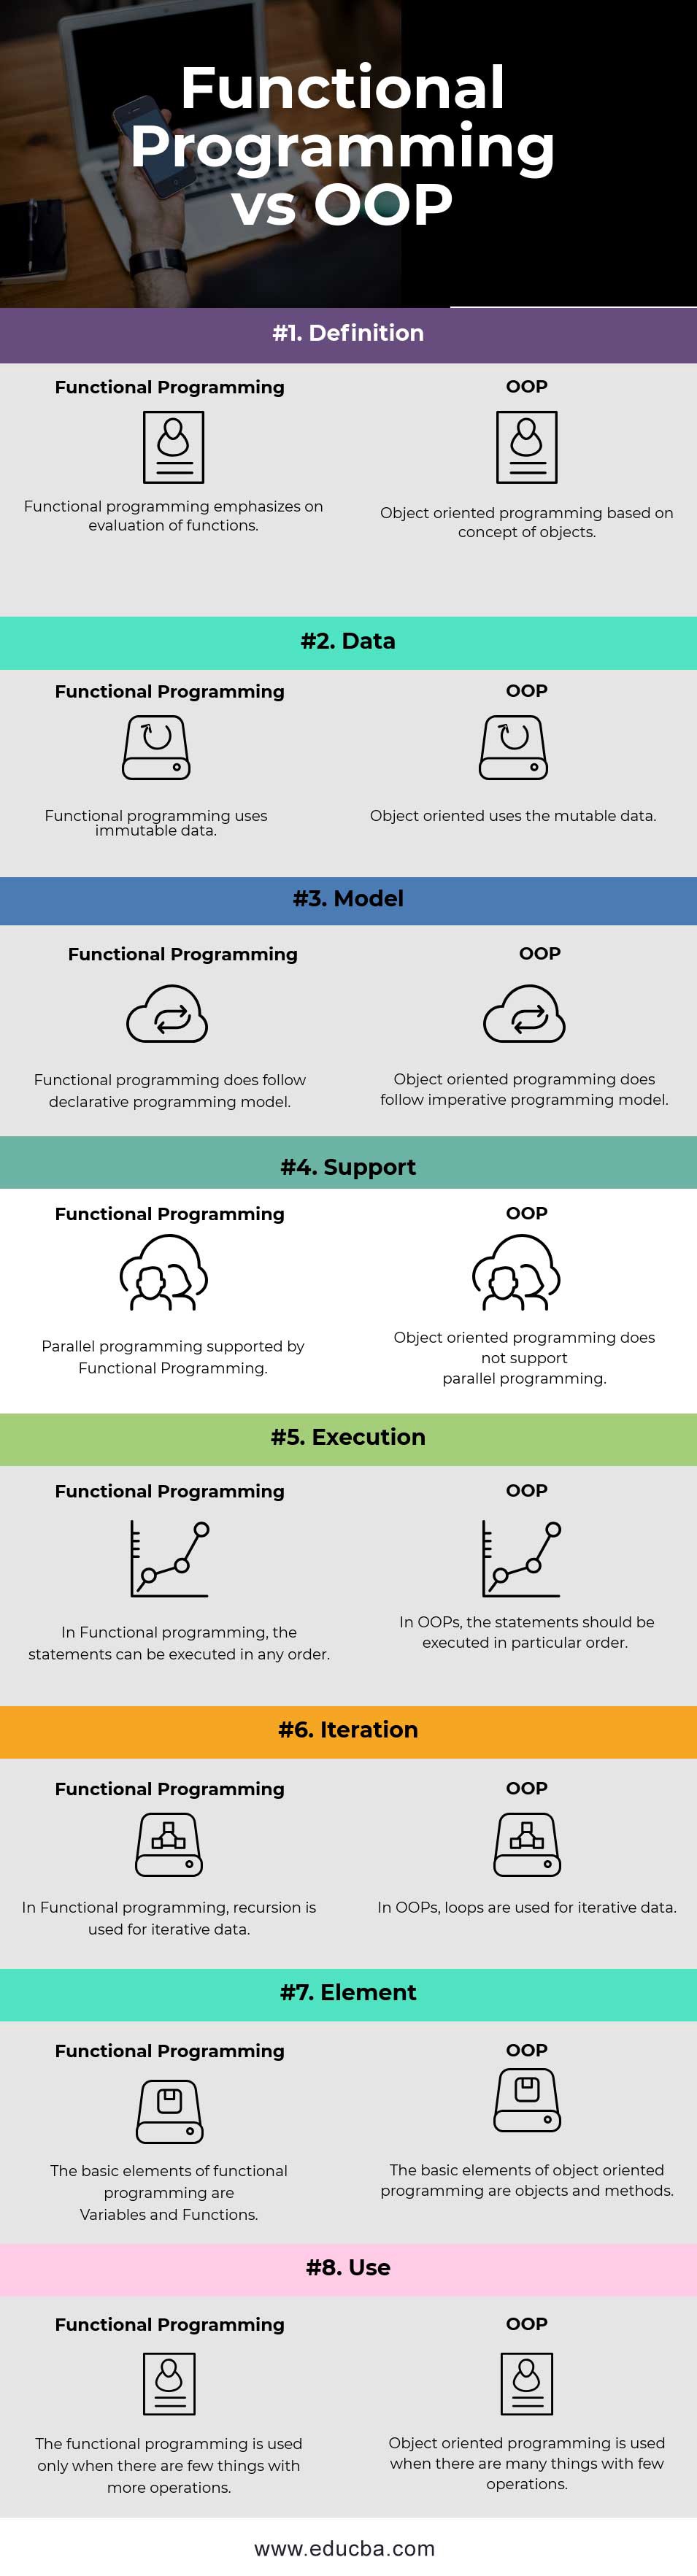 Functional
Programming
vs OOP
#1. Definition
Functional Programming
Functional programming emphasizes on
evaluation of functions.
OOP
Object oriented programming based on
concept of objects.
#2. Data
Functional Programming
Functional programming uses
immutable data.
OOP
Object oriented uses the mutable data.
#3. Model
Functional Programming
Functional programming does follow
declarative programming model.
OOP
Object oriented programming does
follow imperative programming model.
#4. Support
Functional Programming
Parallel programming supported by
Functional Programming.
OOP
Object oriented programming does
not support
parallel programming.
#5. Execution
Functional Programming
In Functional programming, the
statements can be executed in any order.
OOP
In OOPs, the statements should be
executed in particular order.
#6. Iteration
Functional Programming
In Functional programming, recursion is
used for iterative data.
OOP
In OOPs, loops are used for iterative data.
#7. Element
Functional Programming
The basic elements of functional
programming are
Variables and Functions.
OOP
The basic elements of object oriented
programming are objects and methods.
#8. Use
Functional Programming
The functional programming is used
only when there are few things with
more operations.
OOP
Object oriented programming is used
when there are many things with few
operations.
www.educba.com